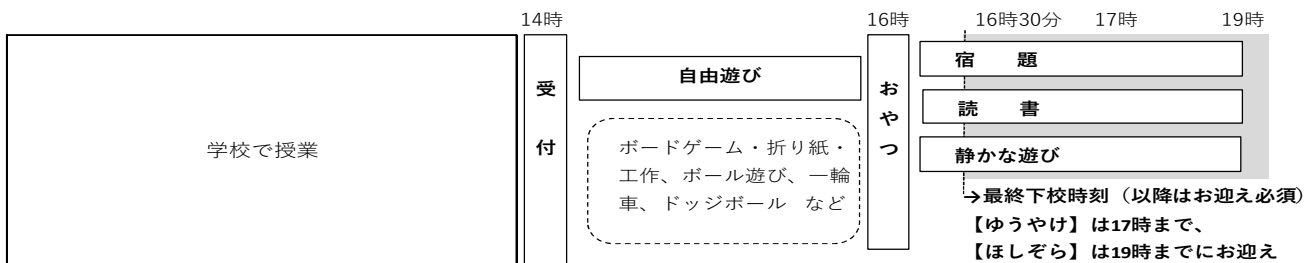 14時 16時 16時30分 17時 19時
学校で授業
受付
自由遊び
ボードゲーム・折り紙・
工作、ボール遊び、一輪
車、ドッジボール など
おやつ
宿 題
読 書
静かな遊び
→最終下校時刻（以降はお迎え必須）
【ゆうやけ】は17時まで、
【ほしぞら】は19時までにお迎え